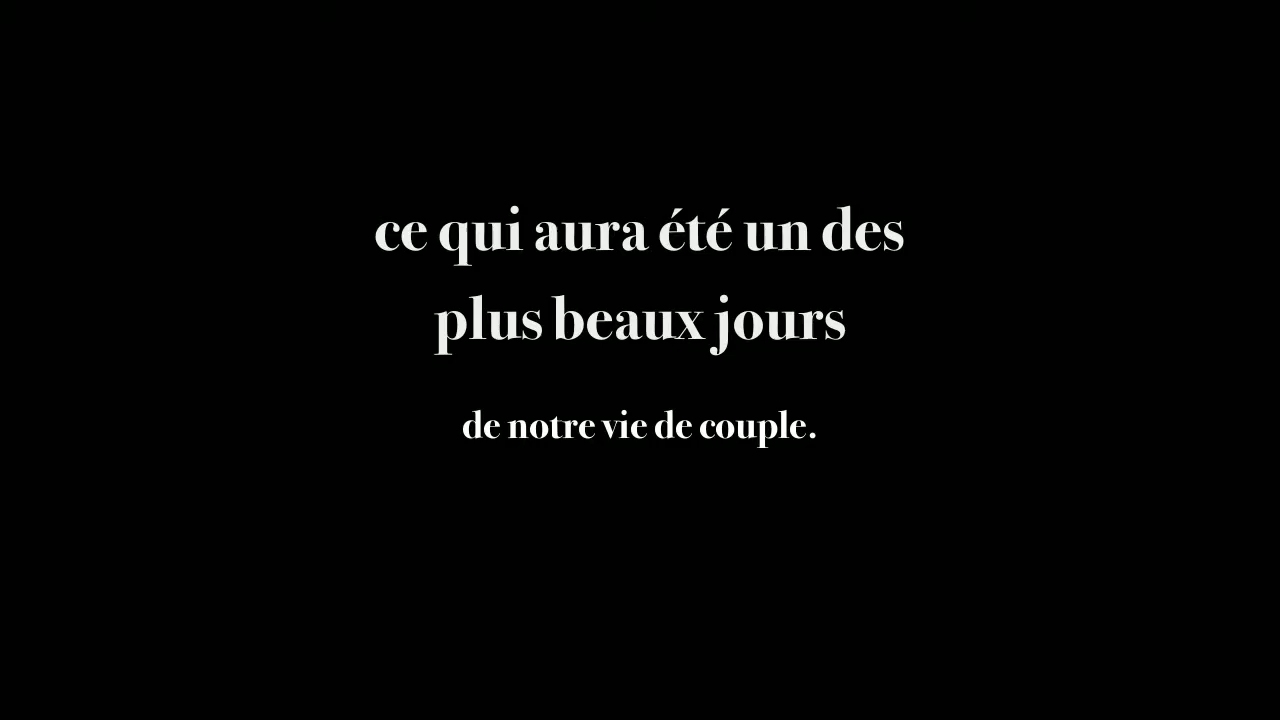 ce qui aura été un des
plus beaux jours
de notre vie de couple.